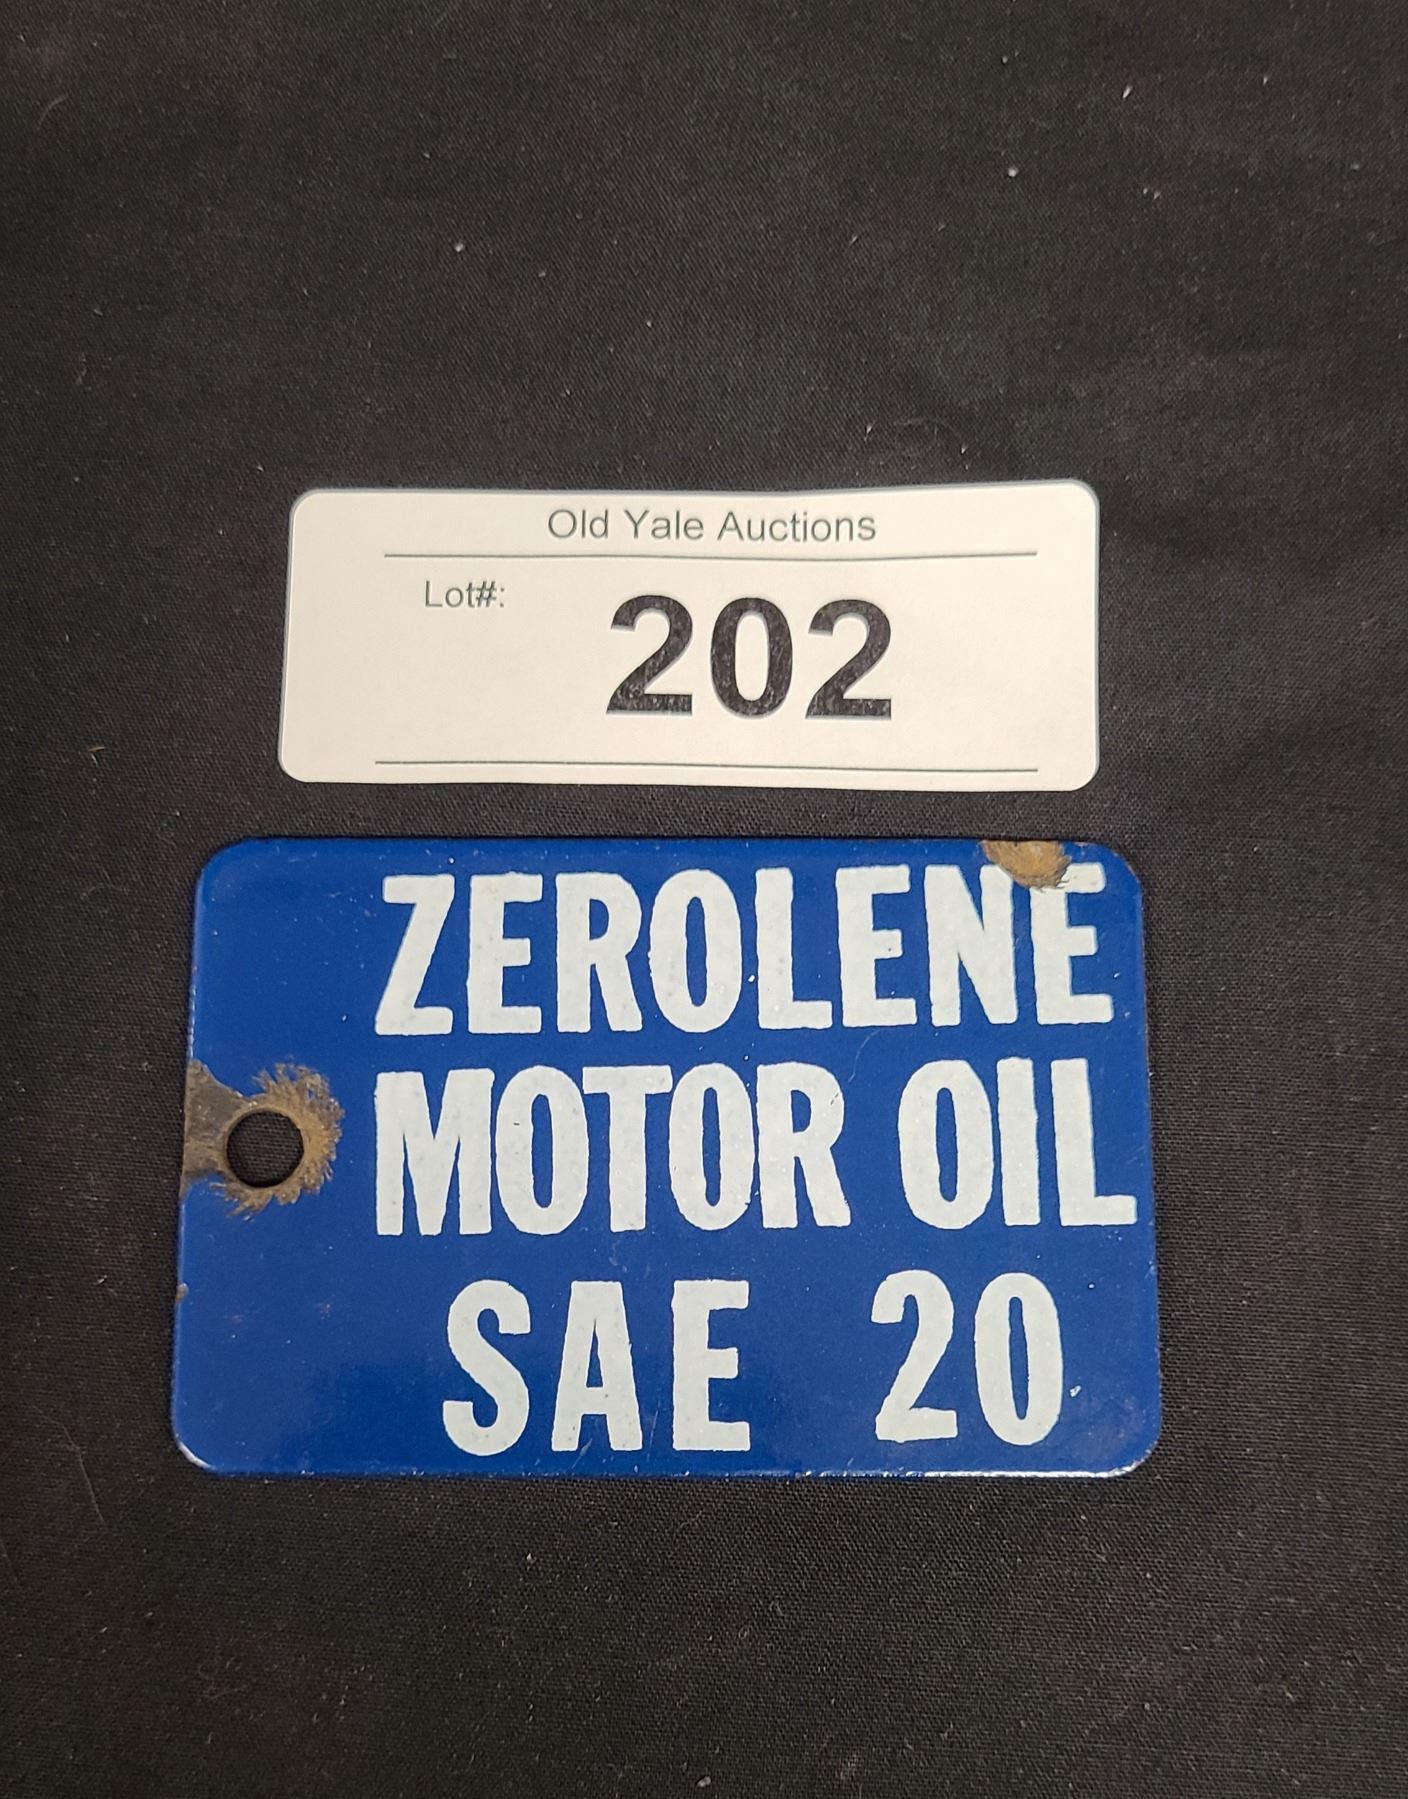 Old Yale Auctions
Lot#: 202
ZEROLENE
MOTOR OIL
SAE 20